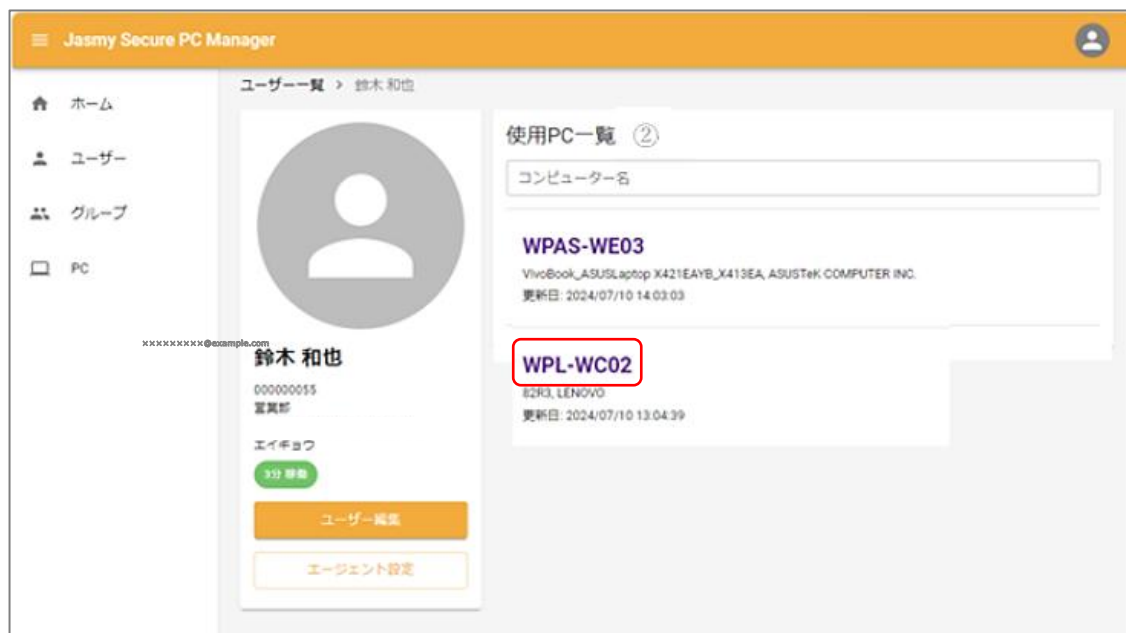 Jasmy Secure PC Manager
ホーム
ユーザー
グループ
PC
ユーザー一覧 > 鈴木 和也
xxxxxxxxx@example.com
鈴木 和也
000000055
営業部
エイギョウ
3分 稼働
ユーザー編集
エージェント設定
使用PC一覧 ②
コンピューター名
WPAS-WE03
VivoBook_ASUSLaptop X421EAYB_X413EA, ASUSTeK COMPUTER INC.
更新日: 2024/07/10 14:03:03
WPL-WC02
82R3, LENOVO
更新日: 2024/07/10 13:04:39